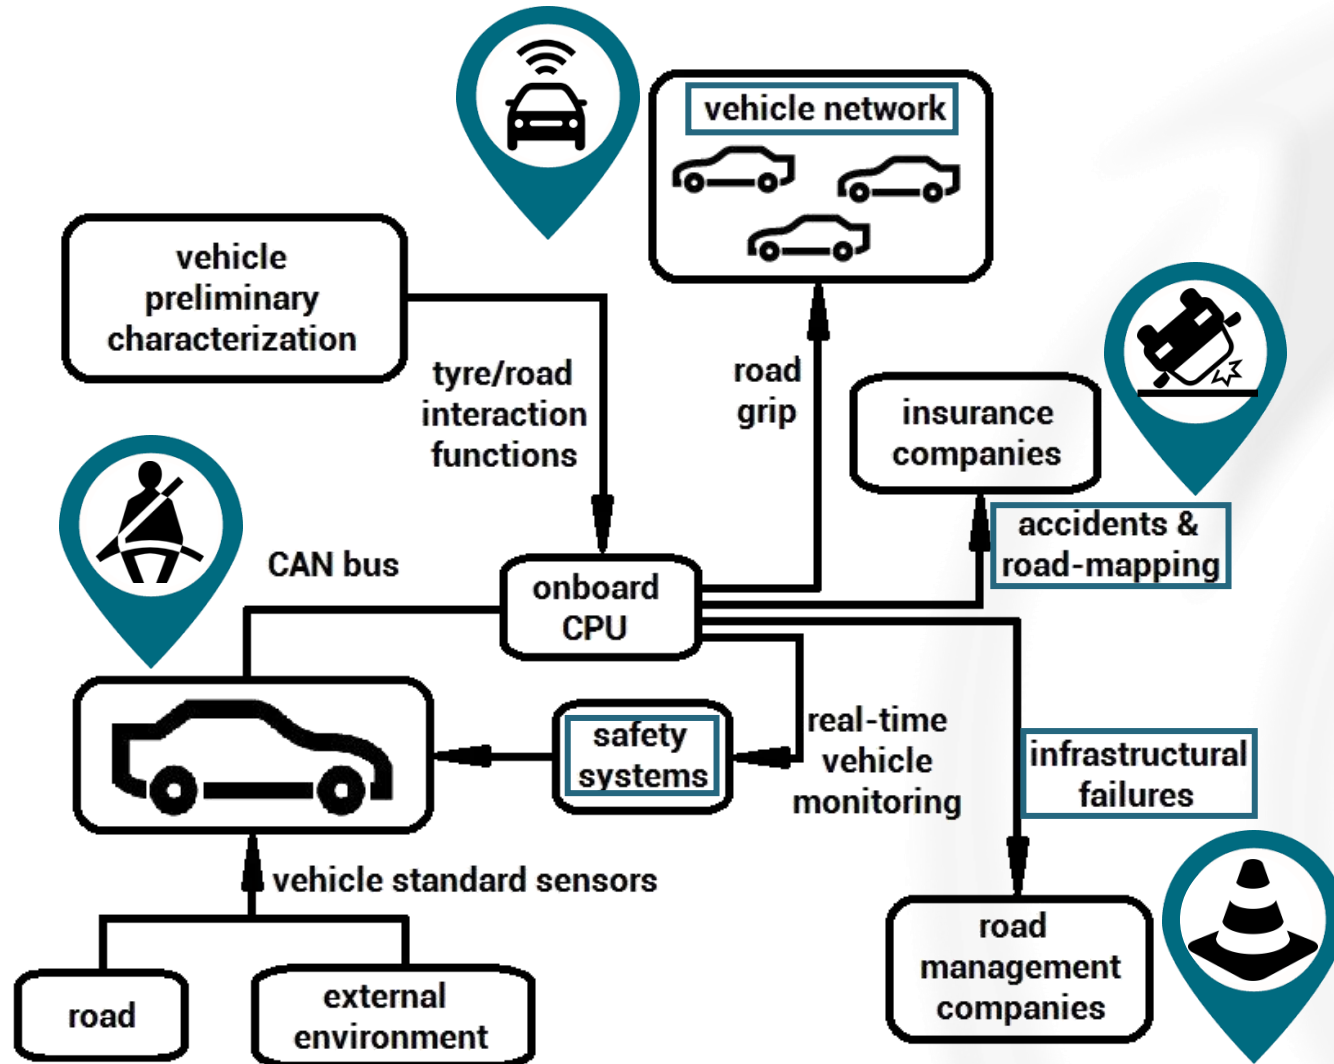 vehicle network
vehicle
preliminary
characterization
tyre/road
interaction
functions
road
grip
insurance
companies
accidents &
road-mapping
CAN bus
onboard
CPU
safety
systems
real-time
vehicle
monitoring
infrastructural
failures
vehicle standard sensors
road
external
environment
road
management
companies